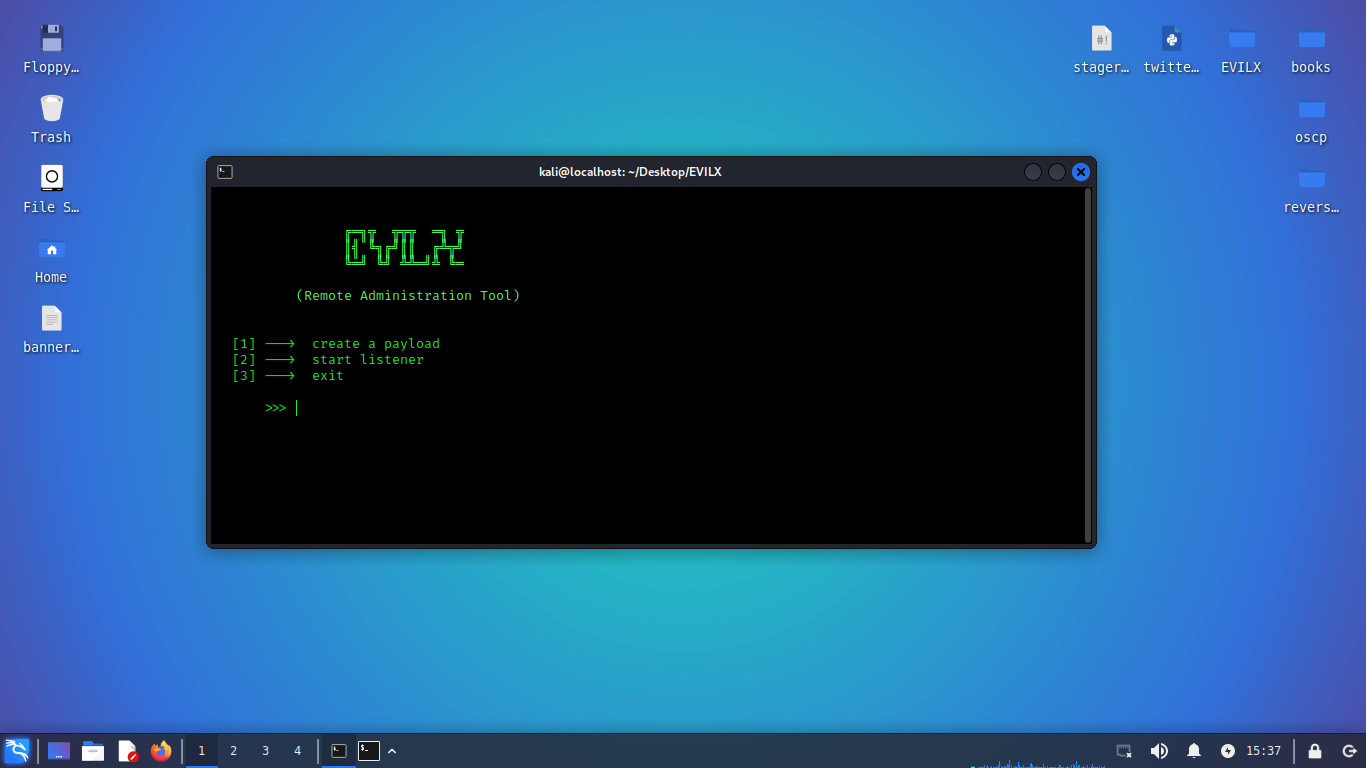 Floppy…
Trash
File S…
Home
banner…
stager…
twitte…
EVILX
books
oscp
revers…
kali@localhost: ~/Desktop/EVILX
EVILX
(Remote Administration Tool)
[1] ───> create a payload
[2] ───> start listener
[3] ───> exit
>>>
1 2 3 4
15:37